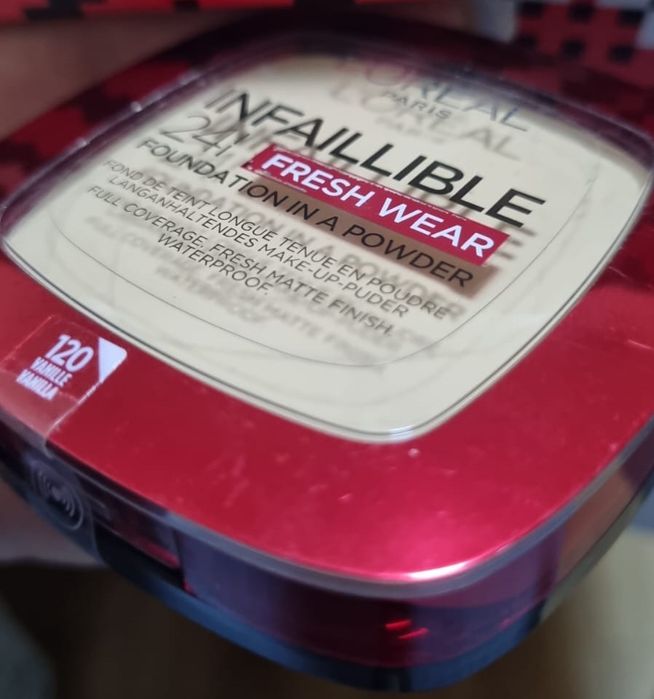 L'ORÉAL
PARIS
INFAILLIBLE
24H FRESH WEAR
FOUNDATION IN A POWDER
FOND DE TEINT LONGUE TENUE EN POUDRE
LANGANHALTENDES MAKE-UP-PUDER
FULL COVERAGE. FRESH MATTE FINISH.
WATERPROOF.
120
VANILLE
VANILLA